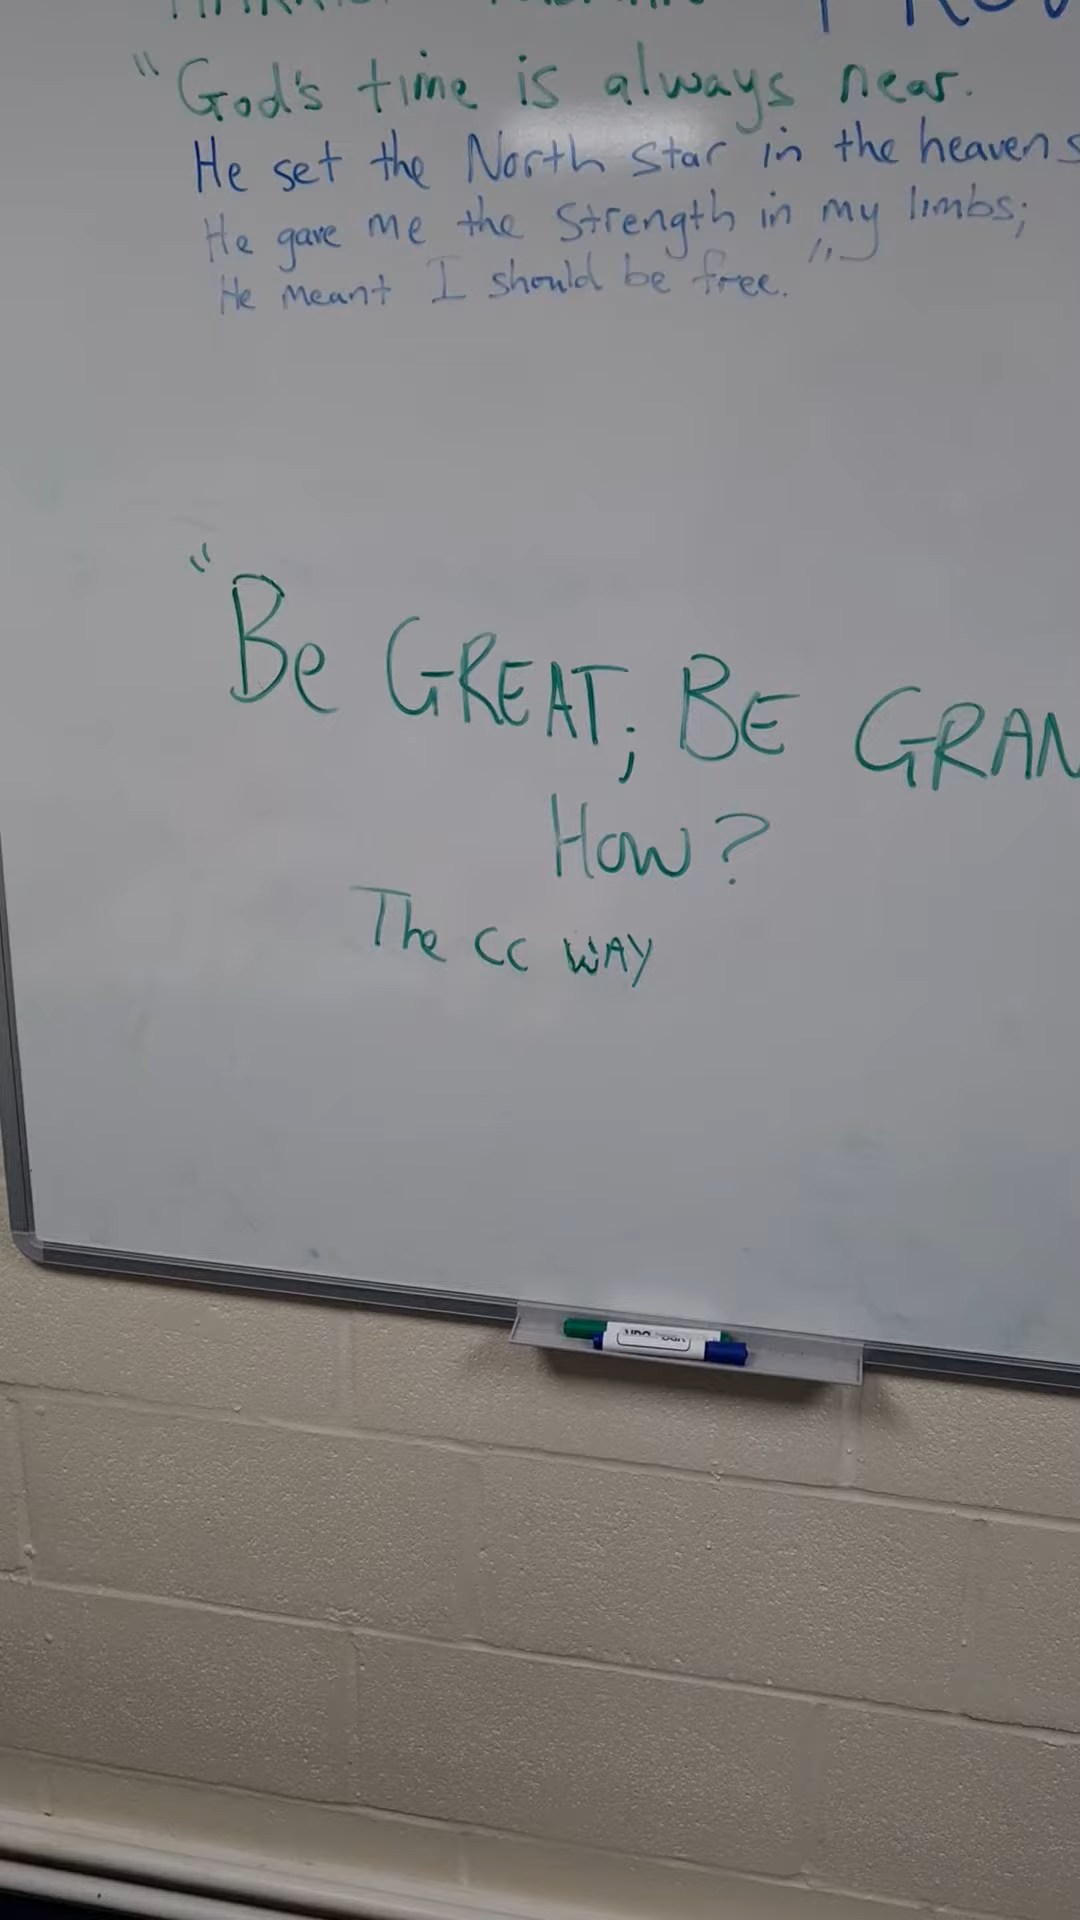 "God's time is always near.
He set the North Star in the heavens
He gave me the Strength in my limbs;
He meant I should be free."
"Be GREAT; BE GRAN
How?
The CC WAY